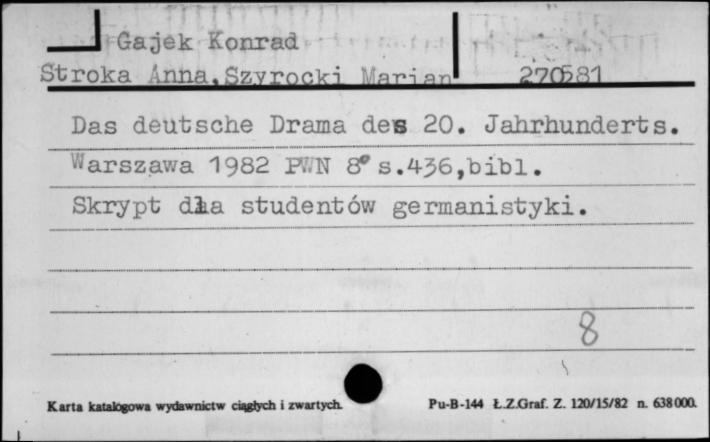 Gajek Konrad
Stroka Anna, Szyrocki Marian 270581
Das deutsche Drama des 20. Jahrhunderts.
Warszawa 1982 PWN 8° s.436,bibl.
Skrypt dla studentów germanistyki.
8
Karta katalogowa wydawnictw ciągłych i zwartych. Pu-B-144 Ł.Z.Graf. Z. 120/15/82 n. 638000.